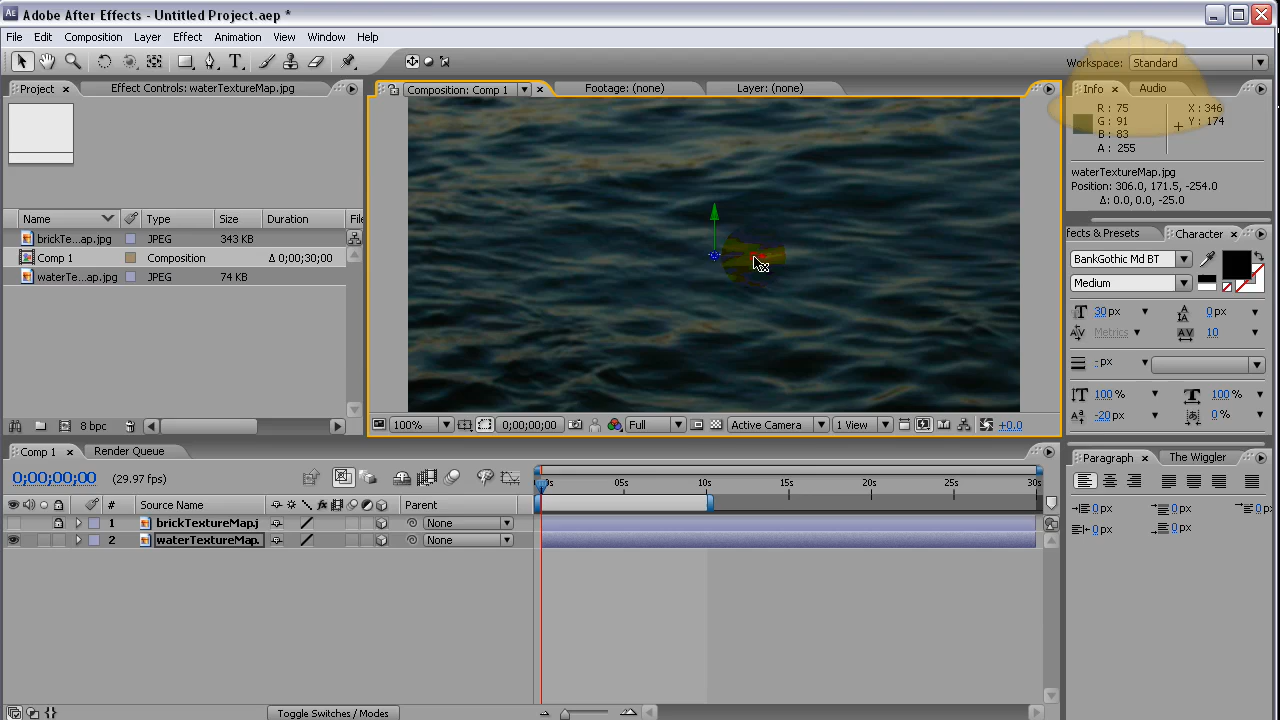 Adobe After Effects - Untitled Project.aep *
File Edit Composition Layer Effect Animation View Window Help
Workspace: Standard
Project × Effect Controls: waterTextureMap.jpg
Composition: Comp 1 × Footage: (none) Layer: (none)
Info × Audio
R: 75 X: 346
G: 91 Y: 174
B: 83
A: 255
waterTextureMap.jpg
Position: 306.0, 171.5, -254.0
Δ: 0.0, 0.0, -25.0
Name Type Size Duration File
brickTe...ap.jpg JPEG 343 KB
Comp 1 Composition Δ 0;00;30;00
waterTe...ap.jpg JPEG 74 KB
fects & Presets Character ×
BankGothic Md BT
Medium
30 px 0 px
Metrics 10
- px
100 % 100 %
-20 px 0 %
8 bpc
100% 0;00;00;00 Full Active Camera 1 View +0.0
Comp 1 × Render Queue
0;00;00;00 (29.97 fps)
0s 05s 10s 15s 20s 25s 30s
# Source Name Parent
1 brickTextureMap.j None
2 waterTextureMap. None
Paragraph × The Wiggler
0 px 0 px 0 px
0 px 0 px
Toggle Switches / Modes